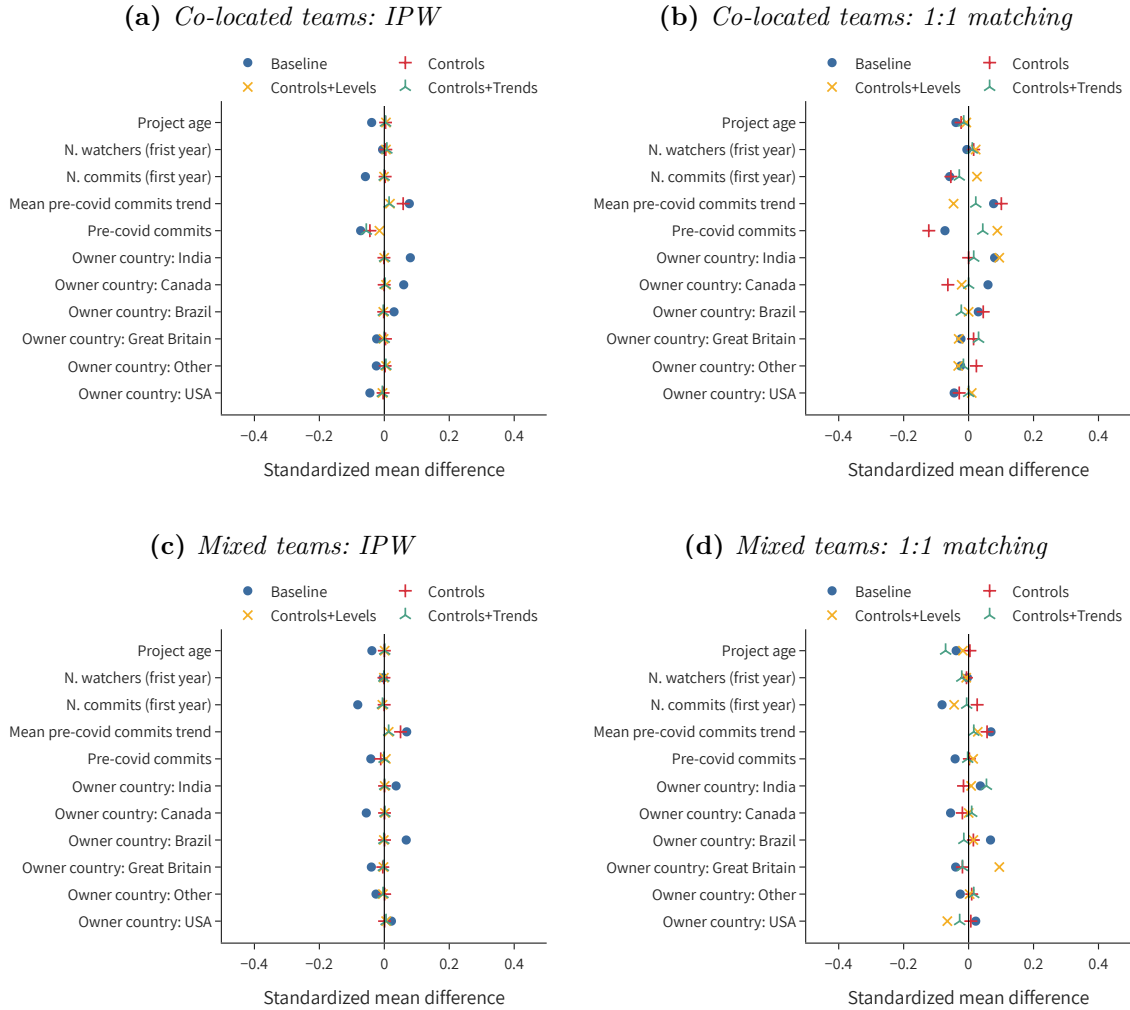 (a) Co-located teams: IPW
Baseline
Controls
Controls+Levels
Controls+Trends
Project age
N. watchers (frist year)
N. commits (first year)
Mean pre-covid commits trend
Pre-covid commits
Owner country: India
Owner country: Canada
Owner country: Brazil
Owner country: Great Britain
Owner country: Other
Owner country: USA
−0.4 −0.2 0 0.2 0.4
Standardized mean difference
(b) Co-located teams: 1:1 matching
Baseline
Controls
Controls+Levels
Controls+Trends
Project age
N. watchers (frist year)
N. commits (first year)
Mean pre-covid commits trend
Pre-covid commits
Owner country: India
Owner country: Canada
Owner country: Brazil
Owner country: Great Britain
Owner country: Other
Owner country: USA
−0.4 −0.2 0 0.2 0.4
Standardized mean difference
(c) Mixed teams: IPW
Baseline
Controls
Controls+Levels
Controls+Trends
Project age
N. watchers (frist year)
N. commits (first year)
Mean pre-covid commits trend
Pre-covid commits
Owner country: India
Owner country: Canada
Owner country: Brazil
Owner country: Great Britain
Owner country: Other
Owner country: USA
−0.4 −0.2 0 0.2 0.4
Standardized mean difference
(d) Mixed teams: 1:1 matching
Baseline
Controls
Controls+Levels
Controls+Trends
Project age
N. watchers (frist year)
N. commits (first year)
Mean pre-covid commits trend
Pre-covid commits
Owner country: India
Owner country: Canada
Owner country: Brazil
Owner country: Great Britain
Owner country: Other
Owner country: USA
−0.4 −0.2 0 0.2 0.4
Standardized mean difference